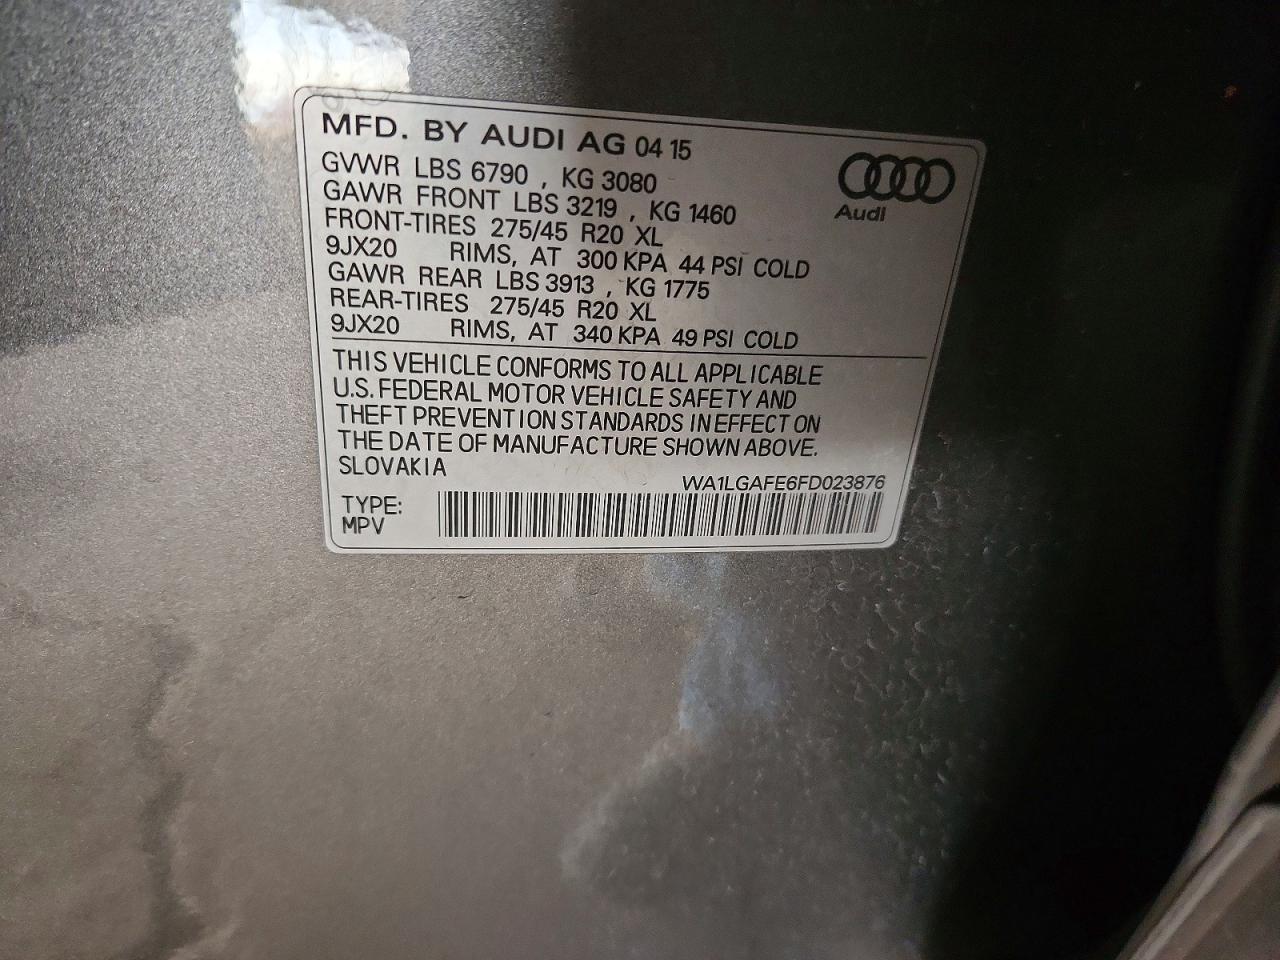 MFD. BY AUDI AG 04 15
GVWR LBS 6790 , KG 3080
GAWR FRONT LBS 3219 , KG 1460
FRONT-TIRES 275/45 R20 XL
9JX20 RIMS, AT 300 KPA 44 PSI COLD
GAWR REAR LBS 3913 , KG 1775
REAR-TIRES 275/45 R20 XL
9JX20 RIMS, AT 340 KPA 49 PSI COLD
Audi
THIS VEHICLE CONFORMS TO ALL APPLICABLE
U.S. FEDERAL MOTOR VEHICLE SAFETY AND
THEFT PREVENTION STANDARDS IN EFFECT ON
THE DATE OF MANUFACTURE SHOWN ABOVE.
SLOVAKIA
WA1LGAFE6FD023876
TYPE:
MPV